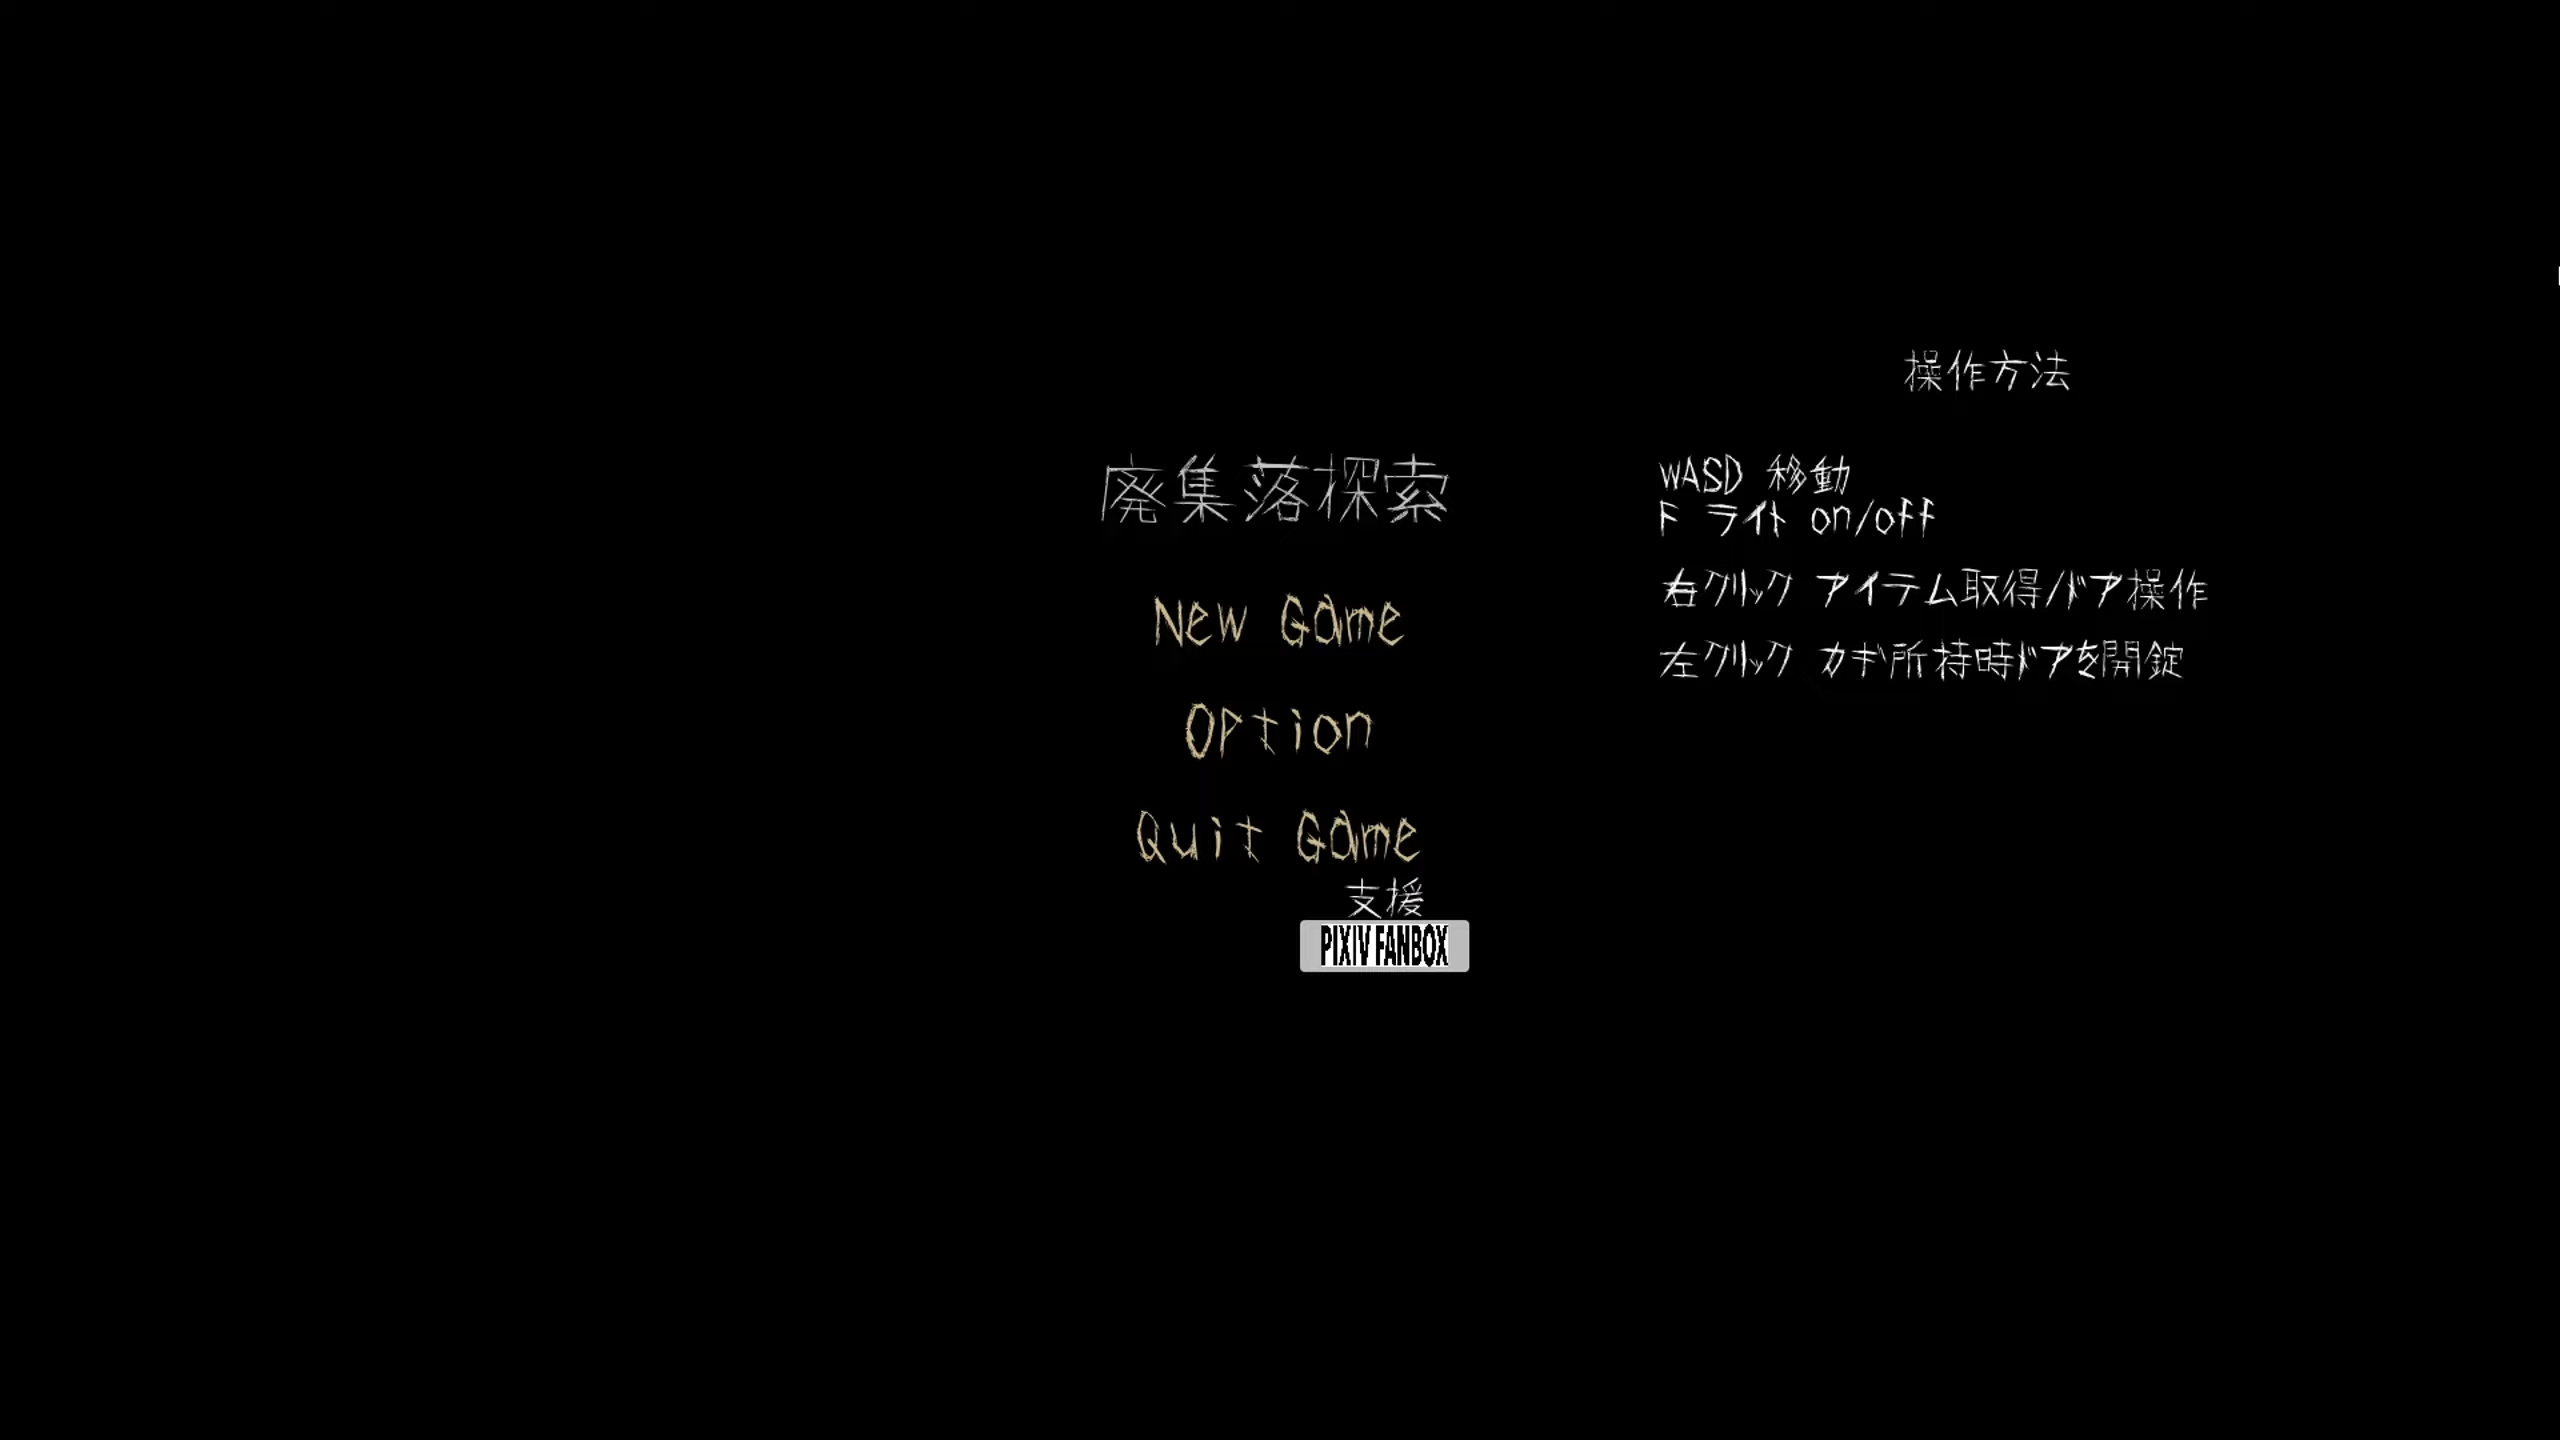 廃集落探索
New Game
Option
Quit Game
支援
PIXIV FANBOX
操作方法
WASD 移動
F ライト on/off
右クリック アイテム取得/ドア操作
左クリック カギ所持時ドアを開錠